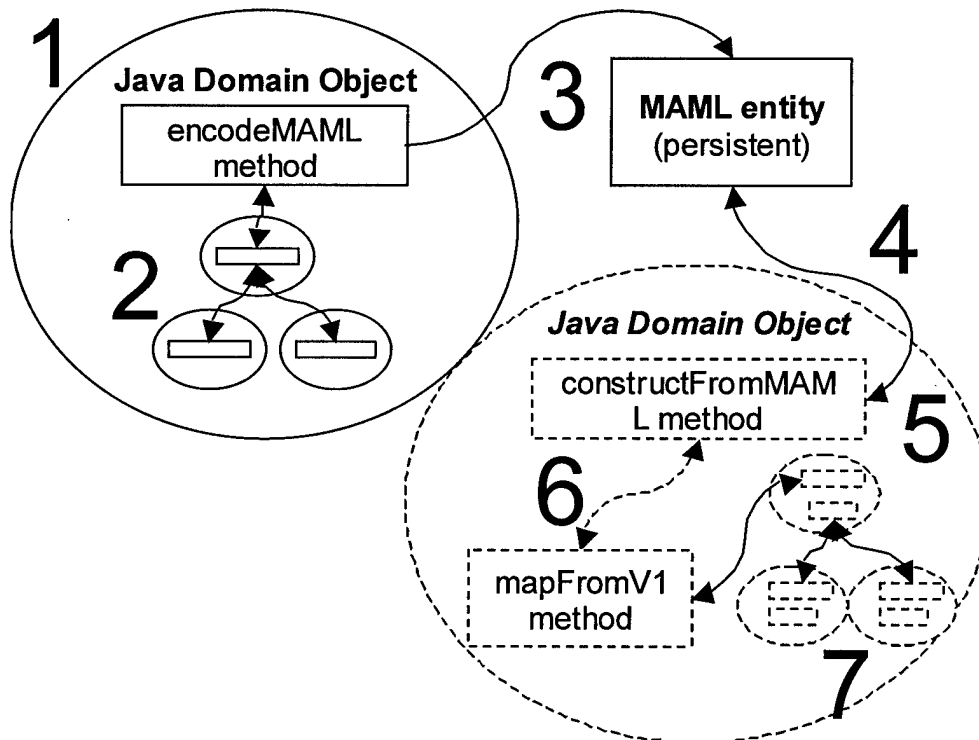 1
Java Domain Object
encodeMAML
method
2
3
MAML entity
(persistent)
4
Java Domain Object
constructFromMAM
L method
5
6
mapFromV1
method
7